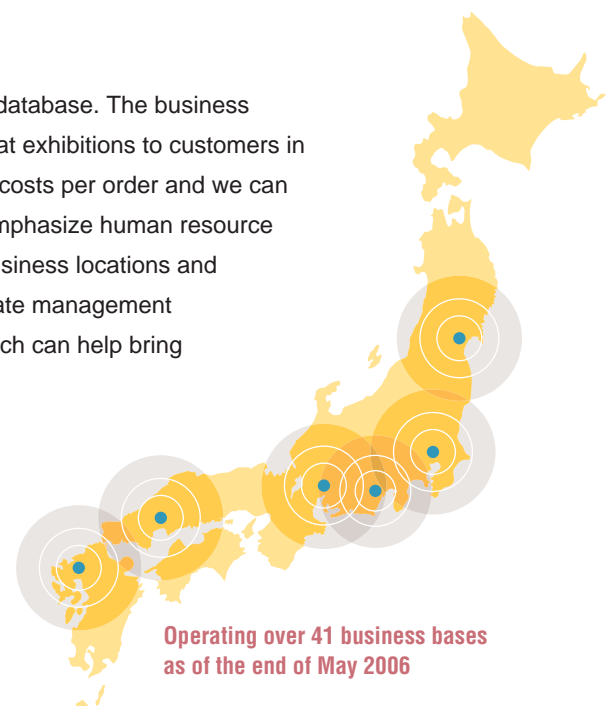 database. The business
at exhibitions to customers in
costs per order and we can
mphasize human resource
siness locations and
ate management
ch can help bring
Operating over 41 business bases
as of the end of May 2006